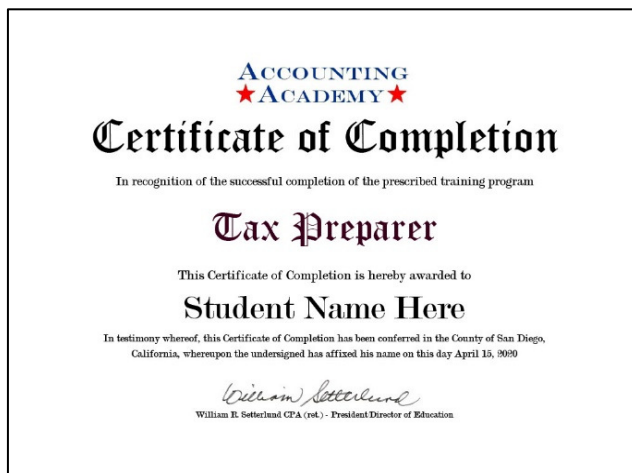 ACCOUNTING
★ACADEMY★
Certificate of Completion
In recognition of the successful completion of the prescribed training program
Tax Preparer
This Certificate of Completion is hereby awarded to
Student Name Here
In testimony whereof, this Certificate of Completion has been conferred in the County of San Diego,
California, whereupon the undersigned has affixed his name on this day April 15, 2020
William Setterlund
William R. Setterlund CPA (ret.) - President/Director of Education